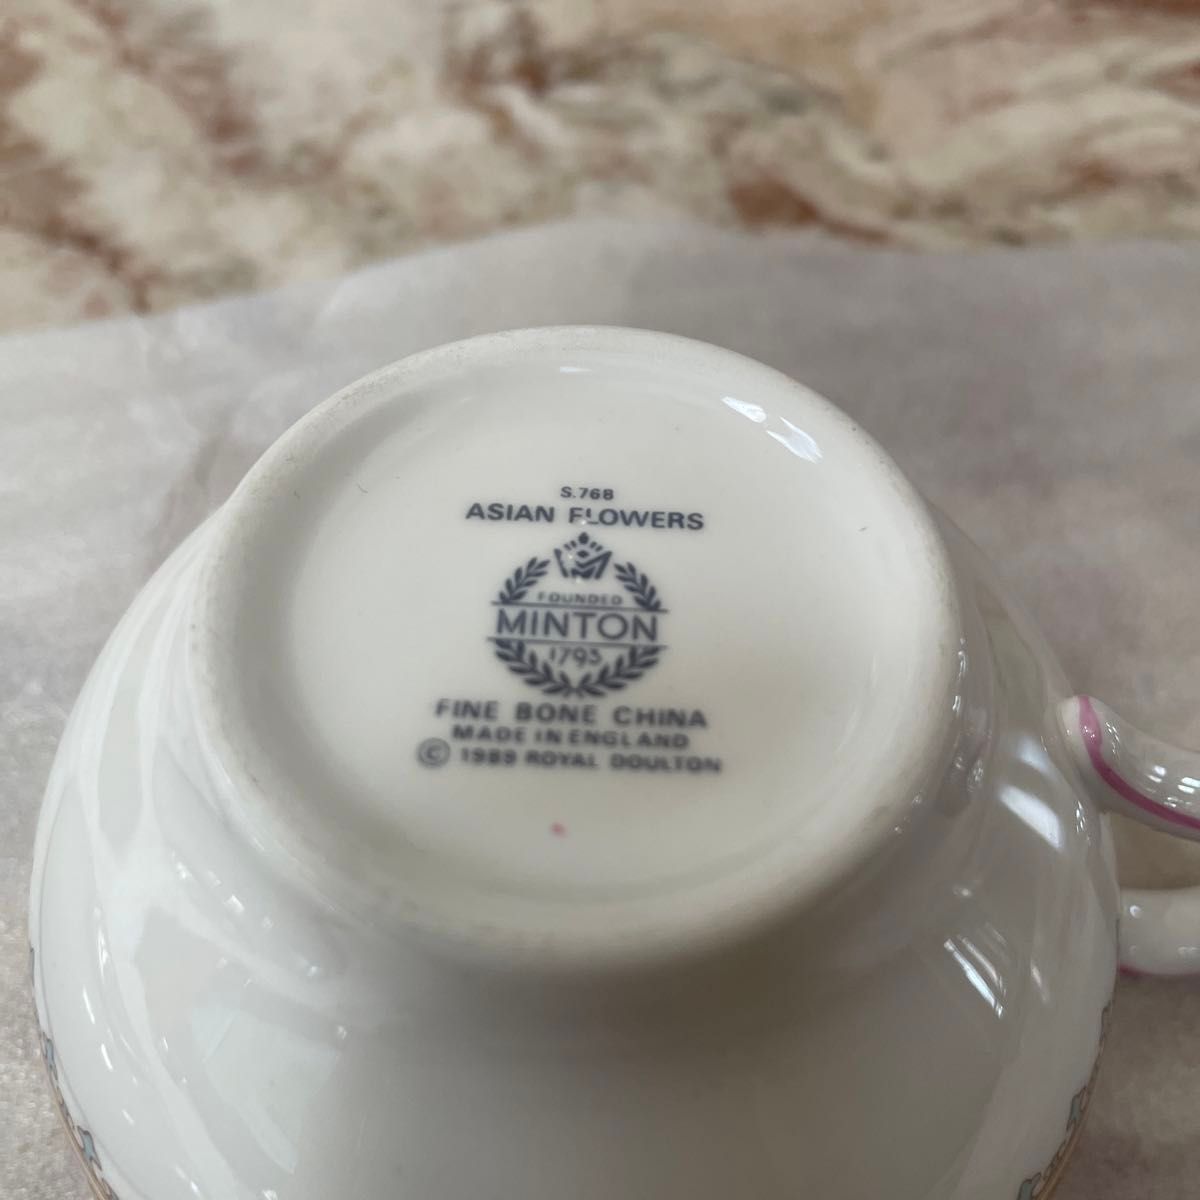 S.768
ASIAN FLOWERS
FOUNDED
MINTON
1793
FINE BONE CHINA
MADE IN ENGLAND
© 1989 ROYAL DOULTON